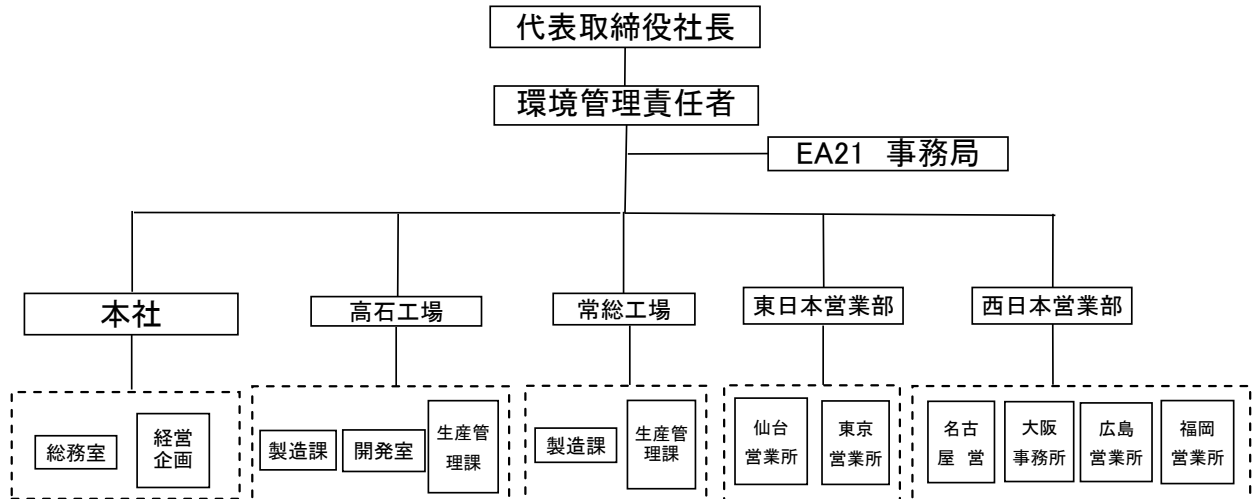 代表取締役社長
環境管理責任者
EA21　事務局
本社
高石工場
常総工場
東日本営業部
西日本営業部
総務室
経営
企画
製造課
開発室
生産管
理課
製造課
生産管
理課
仙台
営業所
東京
営業所
名古
屋 営
大阪
事務所
広島
営業所
福岡
営業所